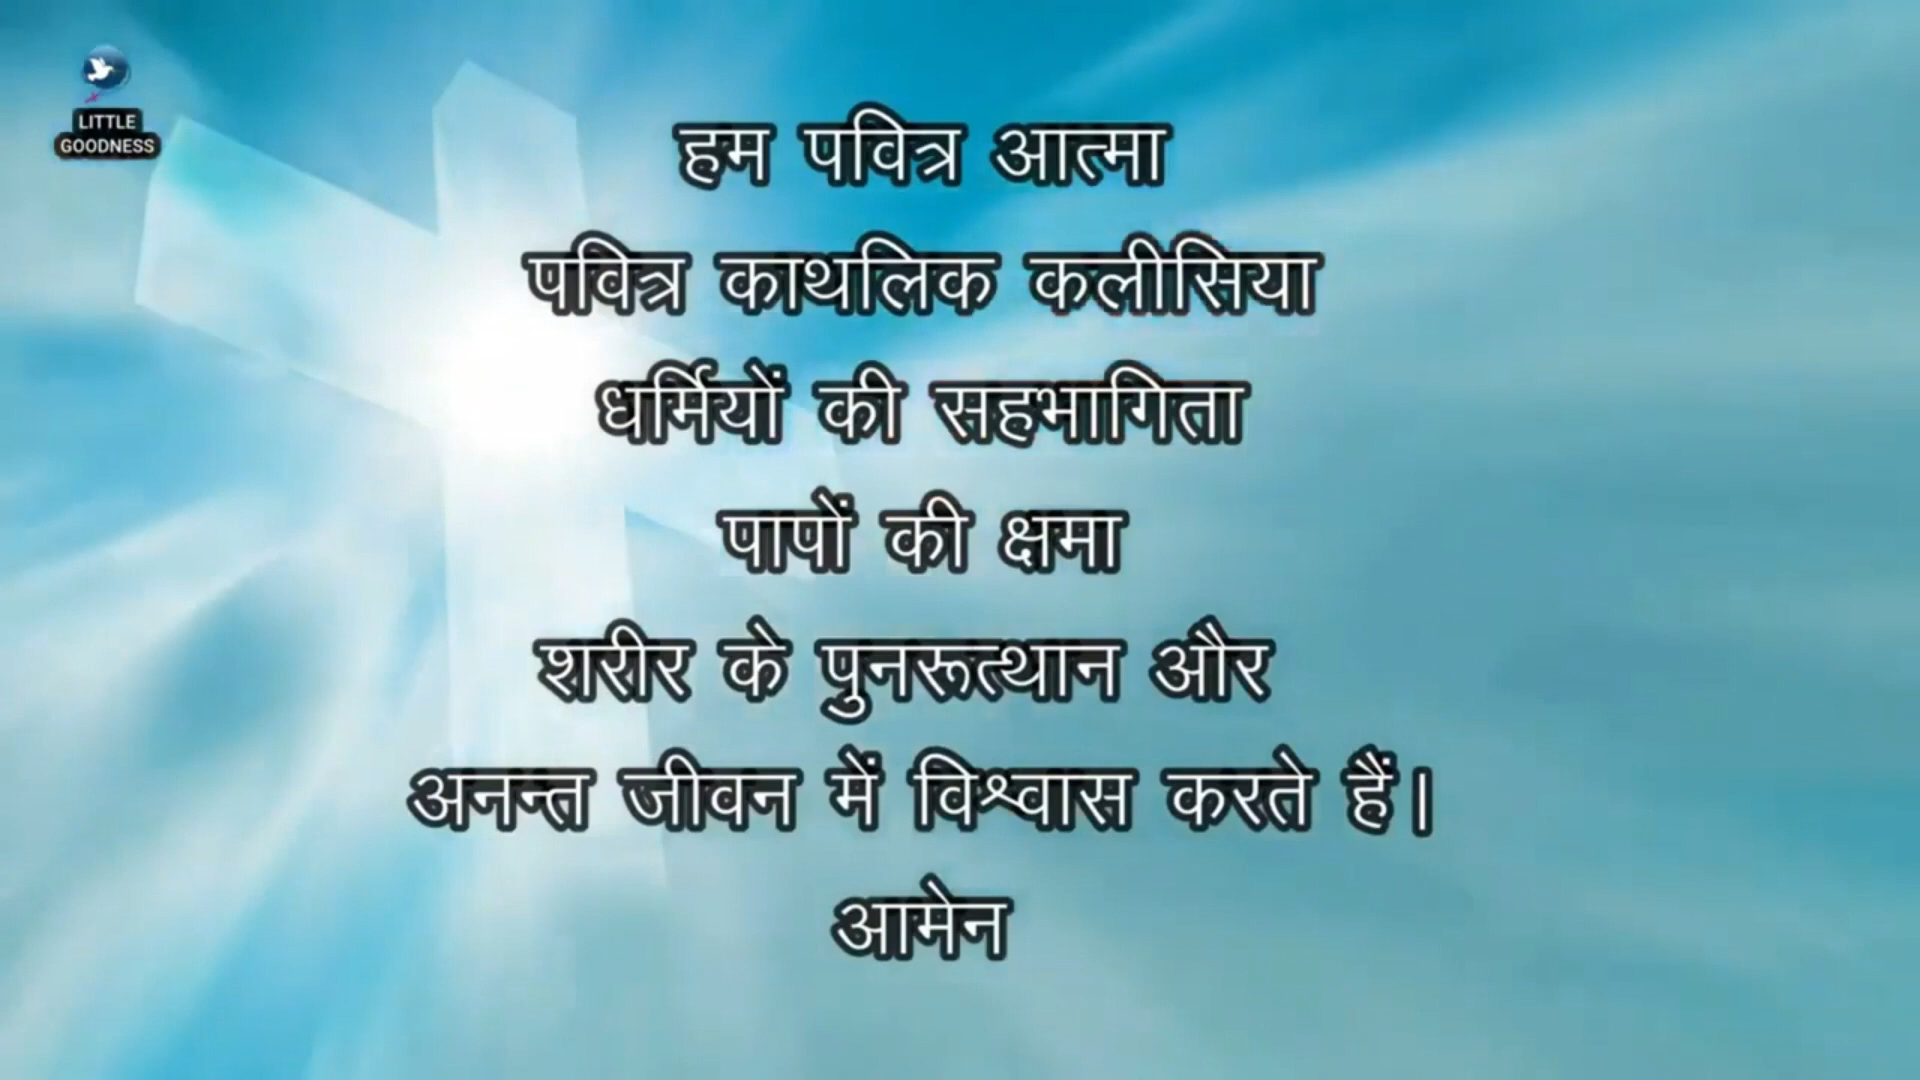 LITTLE
GOODNESS
हम पवित्र आत्मा
पवित्र काथलिक कलीसिया
धर्मियों की सहभागिता
पापों की क्षमा
शरीर के पुनरूत्थान और
अनन्त जीवन में विश्वास करते हैं।
आमेन